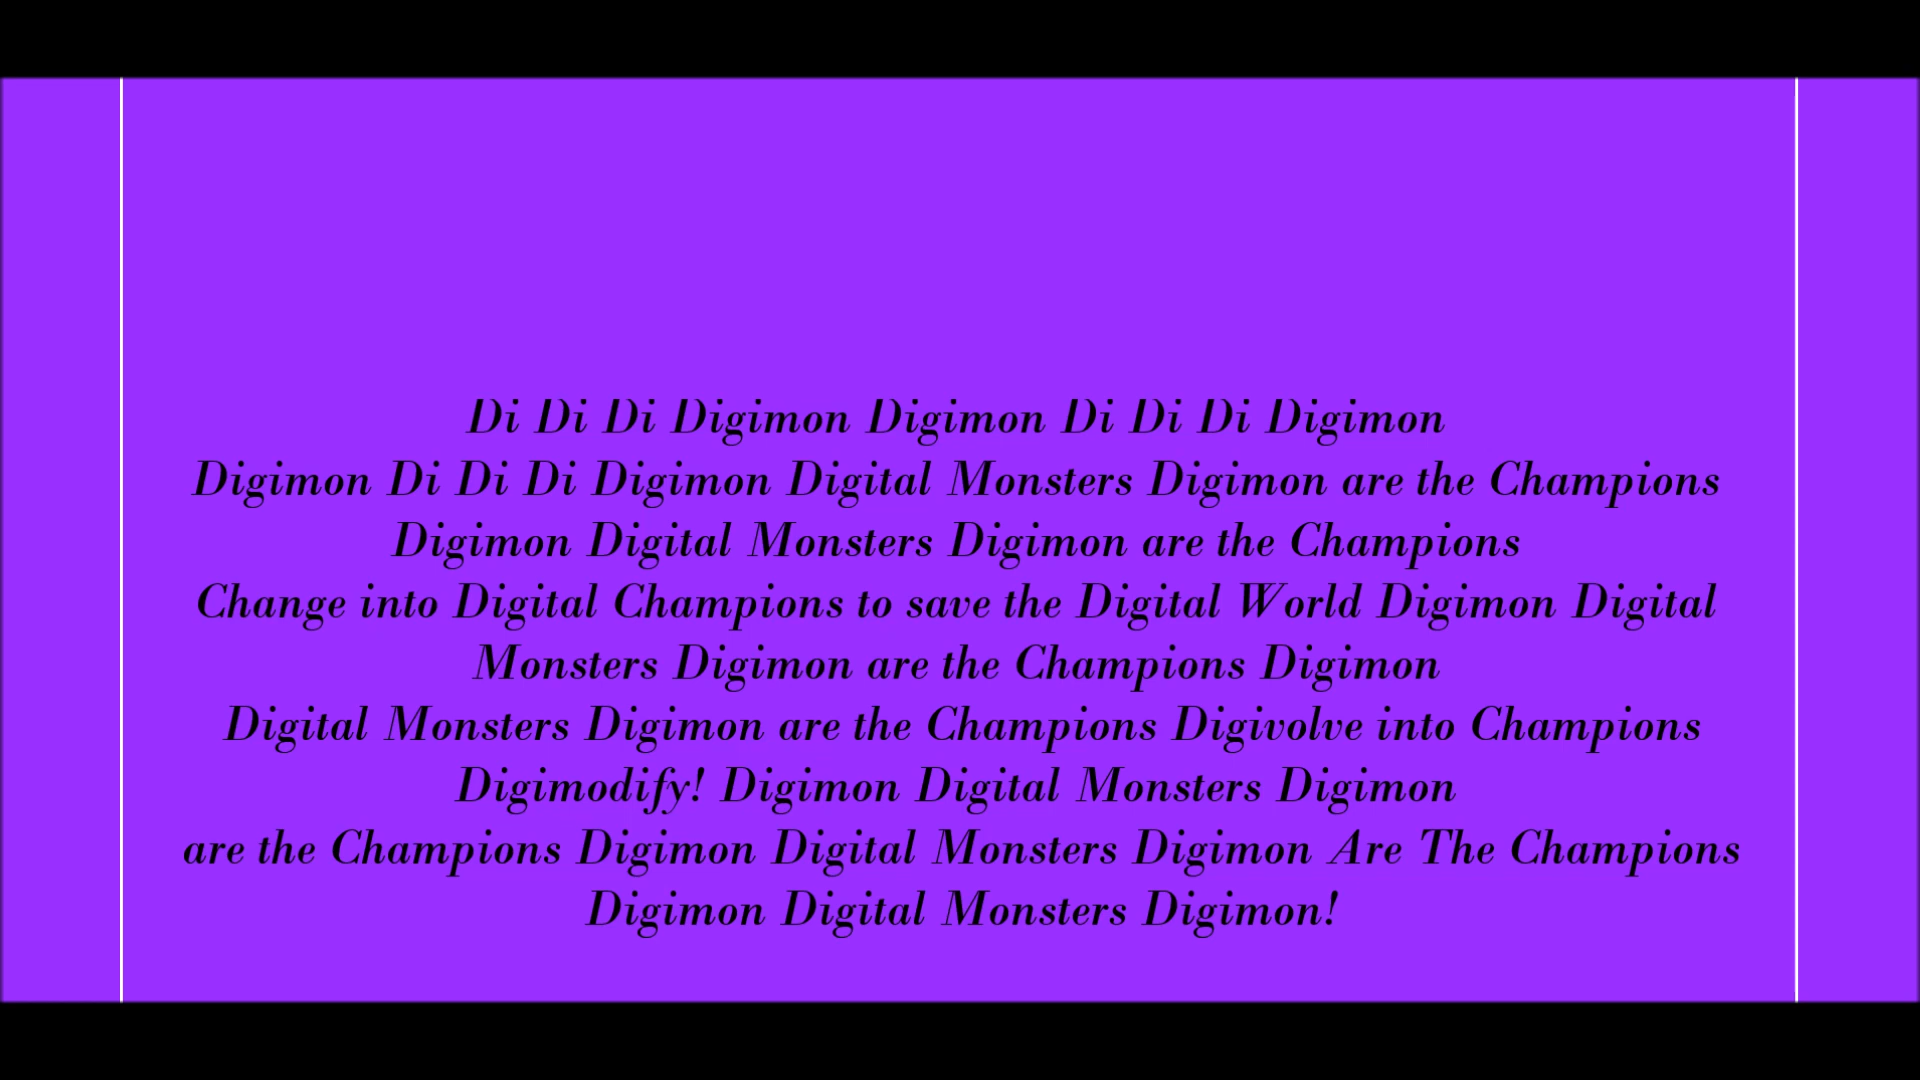 Di Di Di Digimon Digimon Di Di Di Digimon
Digimon Di Di Di Digimon Digital Monsters Digimon are the Champions
Digimon Digital Monsters Digimon are the Champions
Change into Digital Champions to save the Digital World Digimon Digital
Monsters Digimon are the Champions Digimon
Digital Monsters Digimon are the Champions Digivolve into Champions
Digimodify! Digimon Digital Monsters Digimon
are the Champions Digimon Digital Monsters Digimon Are The Champions
Digimon Digital Monsters Digimon!